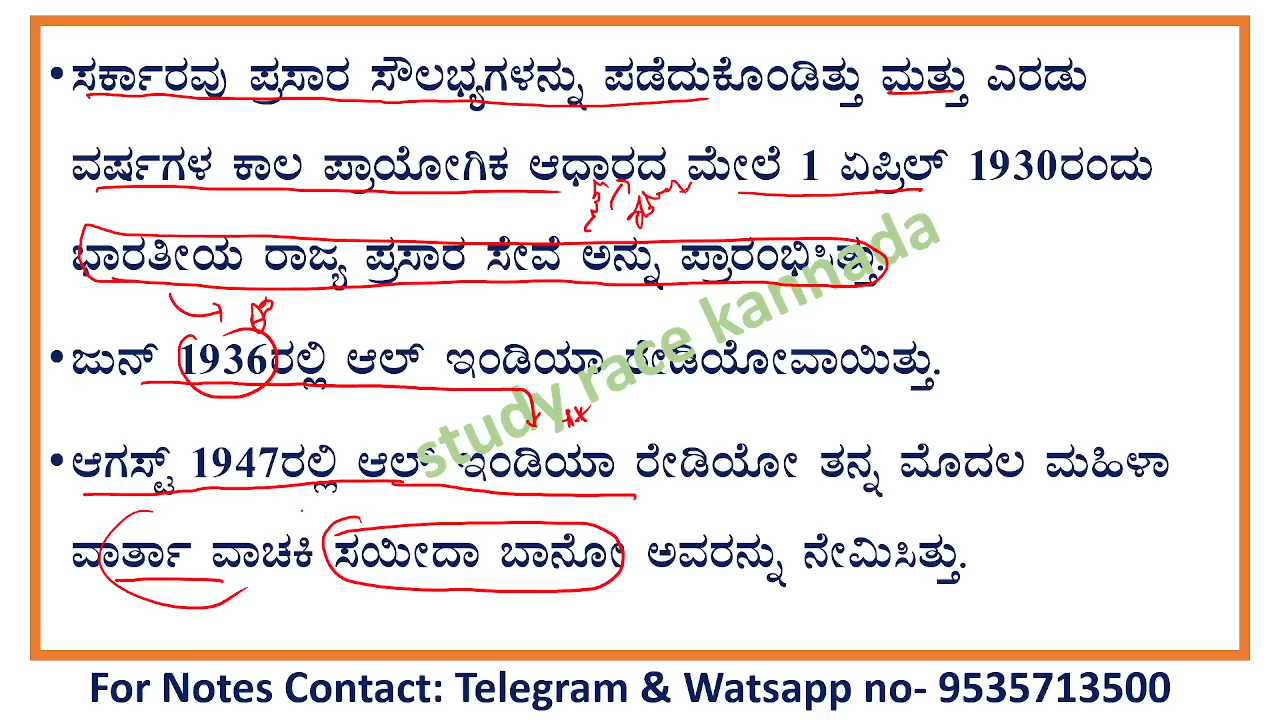 •ಸರ್ಕಾರವು ಪ್ರಸಾರ ಸೌಲಭ್ಯಗಳನ್ನು ಪಡೆದುಕೊಂಡಿತ್ತು ಮತ್ತು ಎರಡು
ವರ್ಷಗಳ ಕಾಲ ಪ್ರಾಯೋಗಿಕ ಆಧಾರದ ಮೇಲೆ 1 ಏಪ್ರಿಲ್ 1930ರಂದು
ಭಾರತೀಯ ರಾಜ್ಯ ಪ್ರಸಾರ ಸೇವೆ ಅನ್ನು ಪ್ರಾರಂಭಿಸಿತ್ತು.
•ಜುನ್ 1936ರಲ್ಲಿ ಆಲ್ ಇಂಡಿಯಾ ರೇಡಿಯೋವಾಯಿತ್ತು.
•ಆಗಸ್ಟ್ 1947ರಲ್ಲಿ ಆಲ್ ಇಂಡಿಯಾ ರೇಡಿಯೋ ತನ್ನ ಮೊದಲ ಮಹಿಳಾ
ವಾರ್ತಾ ವಾಚಕಿ ಸಯೀದಾ ಬಾನೋ ಅವರನ್ನು ನೇಮಿಸಿತ್ತು.
study race kannada
For Notes Contact: Telegram & Watsapp no- 9535713500